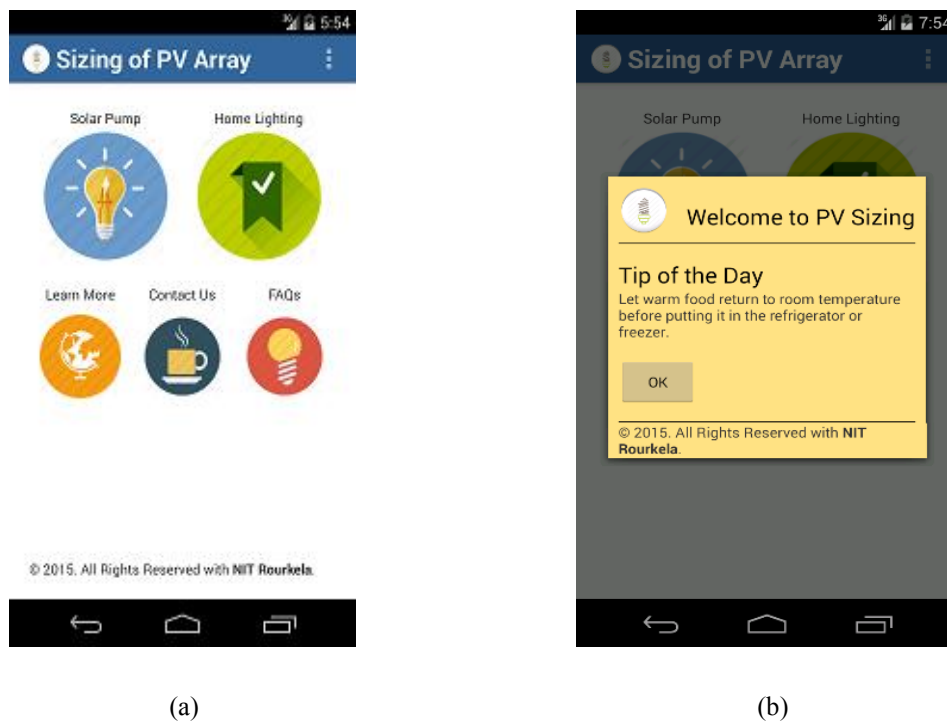 3G 5:54
Sizing of PV Array
Solar Pump Home Lighting
Learn More Contact Us FAQs
© 2015. All Rights Reserved with NIT Rourkela.
(a)
3G 7:54
Sizing of PV Array
Solar Pump Home Lighting
Welcome to PV Sizing
Tip of the Day
Let warm food return to room temperature
before putting it in the refrigerator or
freezer.
OK
© 2015. All Rights Reserved with NIT
Rourkela.
(b)